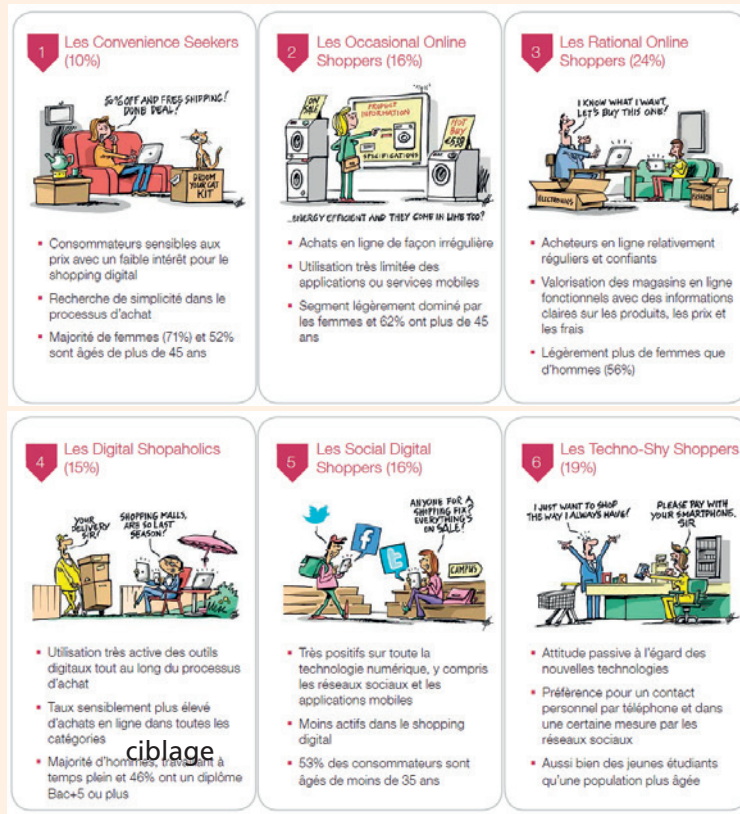 1
Les Convenience Seekers
(10%)
50% OFF AND FREE SHIPPING!
DONE DEAL!
GROOM
YOUR CAT
KIT
Consommateurs sensibles aux
prix avec un faible intérêt pour le
shopping digital
Recherche de simplicité dans le
processus d'achat
Majorité de femmes (71%) et 52%
sont âgés de plus de 45 ans
2
Les Occasional Online
Shoppers (16%)
ON
SALE
PRODUCT
INFORMATION
HOT
BUY
SPECIFICATIONS
...ENERGY EFFICIENT AND THEY COME IN LIME TOO?
Achats en ligne de façon irrégulière
Utilisation très limitée des
applications ou services mobiles
Segment légèrement dominé par
les femmes et 62% ont plus de 45
ans
3
Les Rational Online
Shoppers (24%)
I KNOW WHAT I WANT,
LET'S BUY THIS ONE!
ELECTRONICS
FASHION
Acheteurs en ligne relativement
réguliers et confiants
Valorisation des magasins en ligne
fonctionnels avec des informations
claires sur les produits, les prix et
les frais
Légèrement plus de femmes que
d'hommes (56%)
4
Les Digital Shopaholics
(15%)
YOUR
DELIVERY
SIR!
SHOPPING MALLS,
ARE SO LAST
SEASON!
Utilisation très active des outils
digitaux tout au long du processus
d'achat
Taux sensiblement plus élevé
d'achats en ligne dans toutes les
catégories
ciblage
Majorité d'hommes, travaillant à
temps plein et 46% ont un diplôme
Bac+5 ou plus
5
Les Social Digital
Shoppers (16%)
ANYONE FOR A
SHOPPING FIX?
EVERYTHING'S
ON SALE!
f
t
CAMPUS
Très positifs sur toute la
technologie numérique, y compris
les réseaux sociaux et les
applications mobiles
Moins actifs dans le shopping
digital
53% des consommateurs sont
âgés de moins de 35 ans
6
Les Techno-Shy Shoppers
(19%)
I JUST WANT TO SHOP
THE WAY I ALWAYS HAVE!
PLEASE PAY WITH
YOUR SMARTPHONE,
SIR
Attitude passive à l'égard des
nouvelles technologies
Préférence pour un contact
personnel par téléphone et dans
une certaine mesure par les
réseaux sociaux
Aussi bien des jeunes étudiants
qu'une population plus âgée